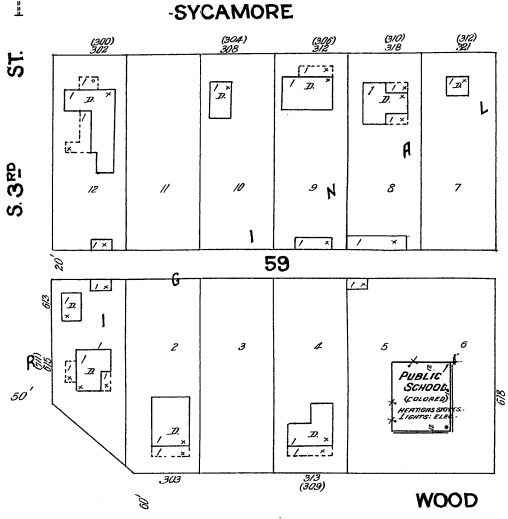 -SYCAMORE
(300) (304) (306) (310) (312)
302 308 312 318 321
S. 3RD ST.
D. D. D. D. D.
12 11 10 9 8 7
O R I G I N A L
20'
59
613
(611)
615
50'
D.
D.
1 2 3 4 5 6
PUBLIC
SCHOOL
(COLORED)
HEAT: GAS STOVES.
LIGHTS: ELEC.
618
D. D.
303 313
(309)
60'
WOOD